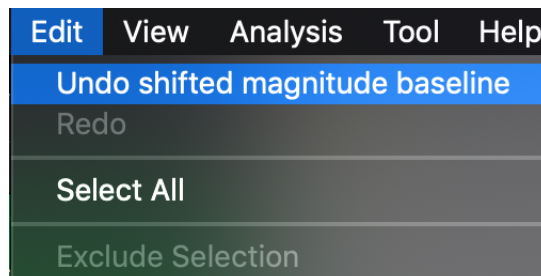 Edit View Analysis Tool Help
Undo shifted magnitude baseline
Redo
Select All
Exclude Selection